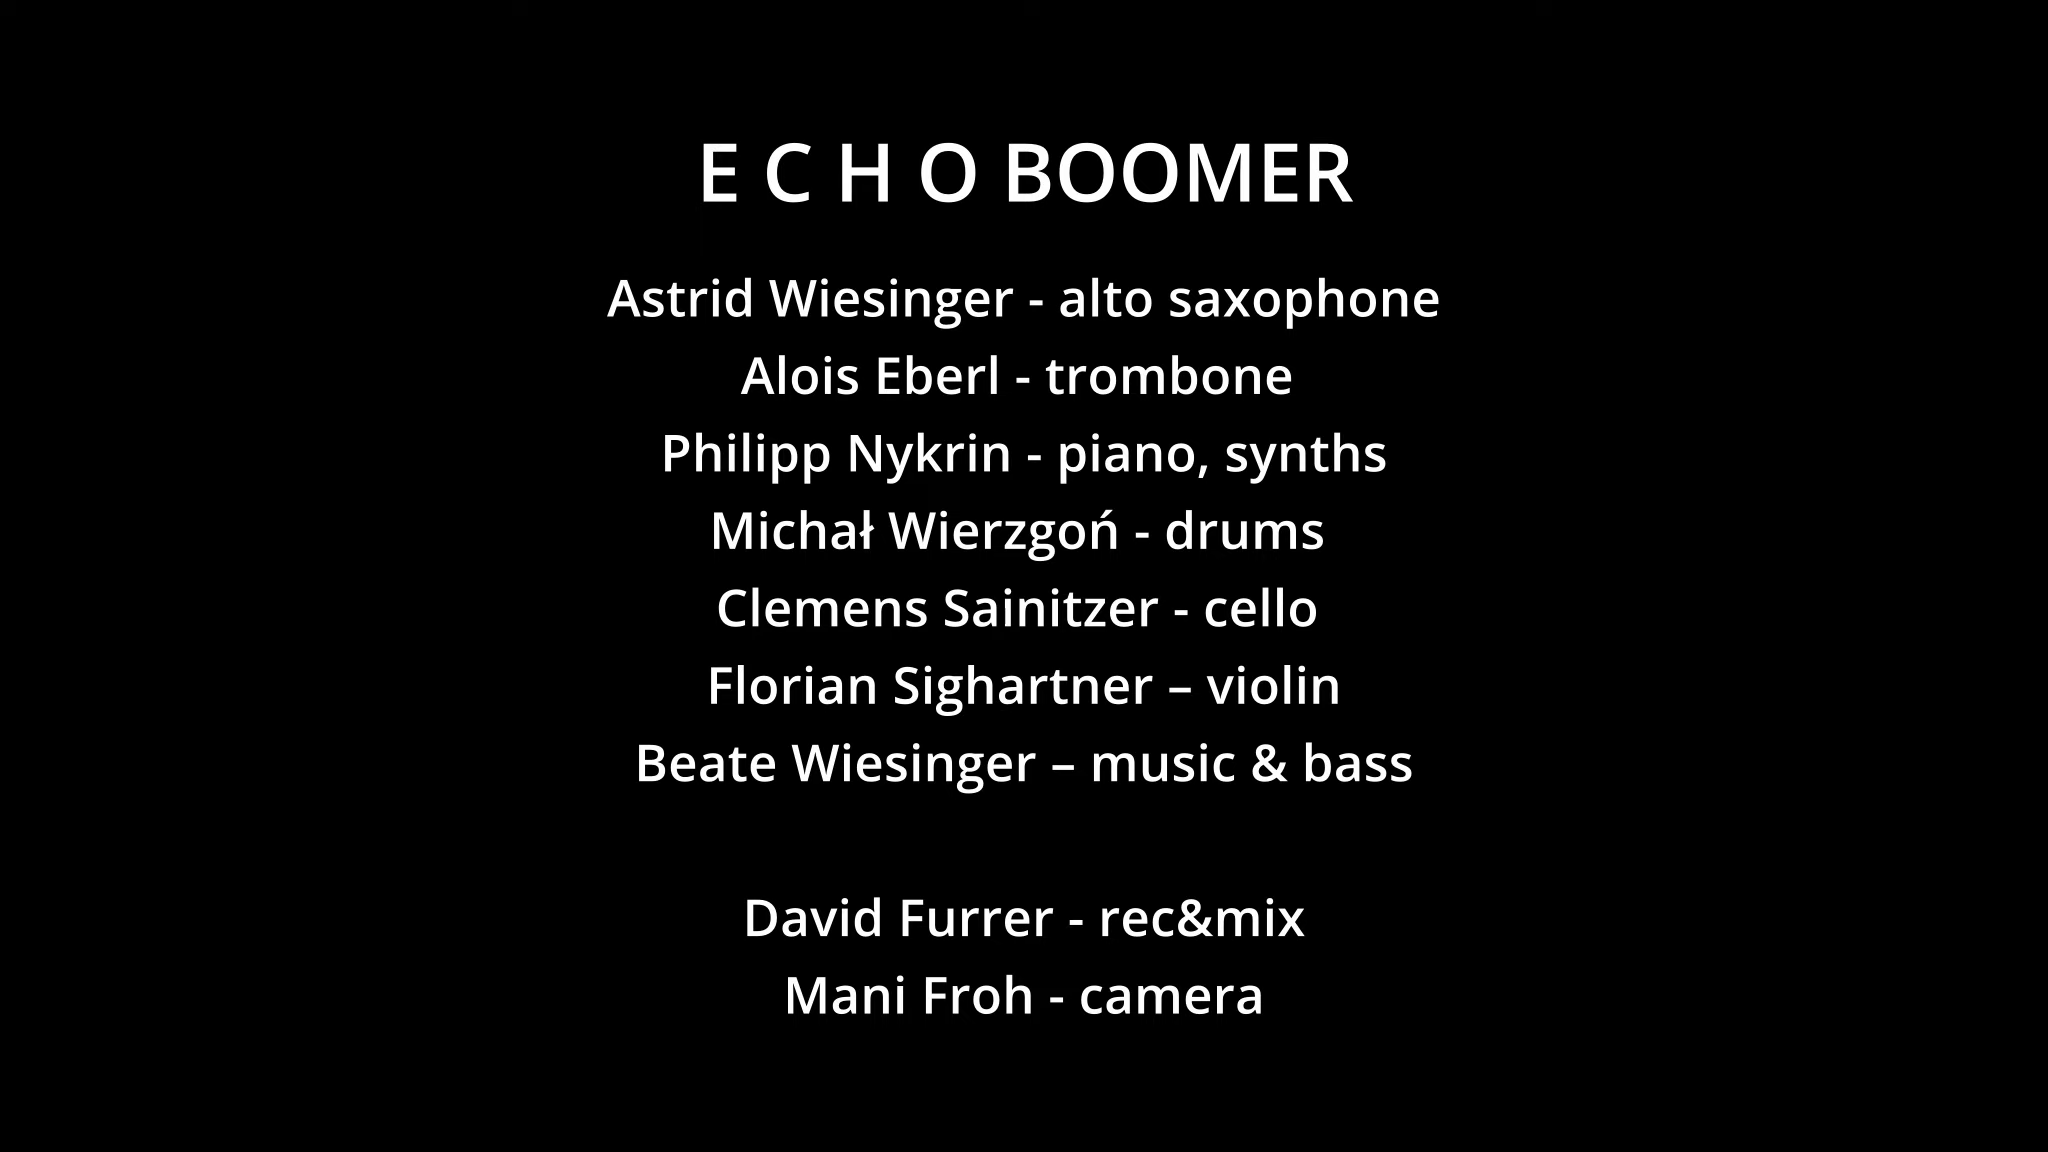 E C H O BOOMER
Astrid Wiesinger - alto saxophone
Alois Eberl - trombone
Philipp Nykrin - piano, synths
Michał Wierzgoń - drums
Clemens Sainitzer - cello
Florian Sighartner – violin
Beate Wiesinger – music & bass
David Furrer - rec&mix
Mani Froh - camera